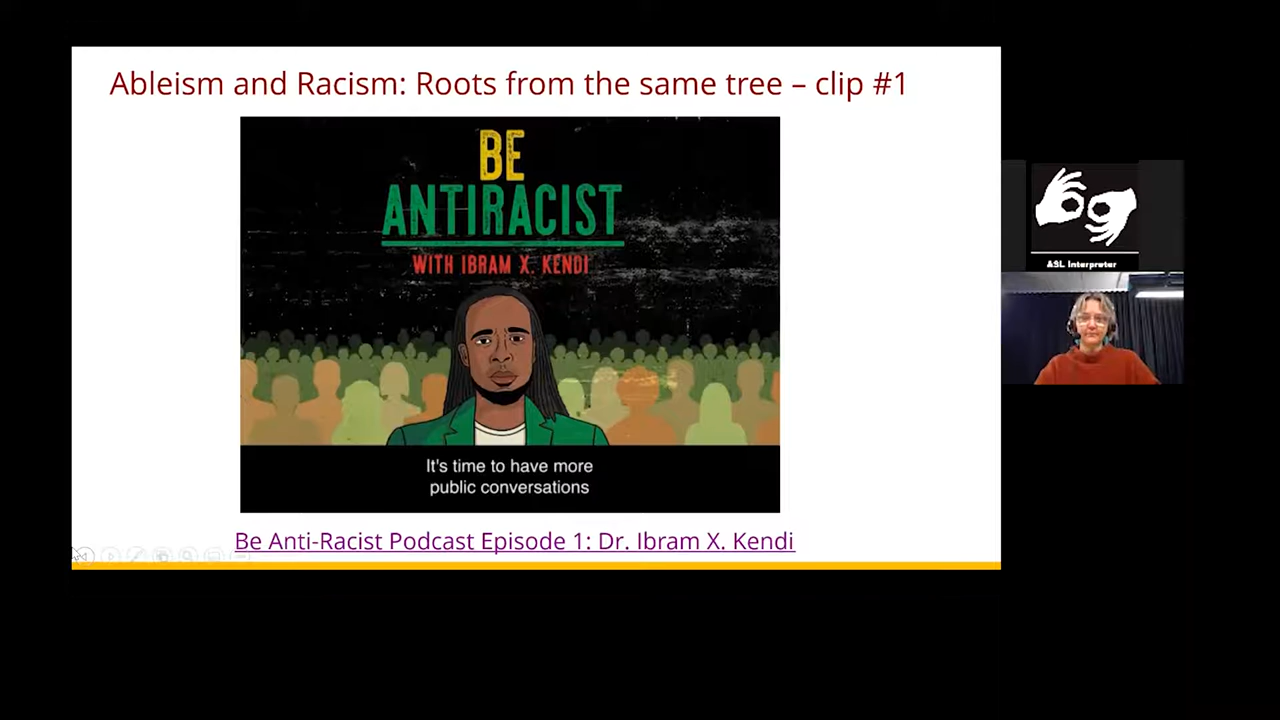 Ableism and Racism: Roots from the same tree – clip #1
BE
ANTIRACIST
WITH IBRAM X. KENDI
It's time to have more
public conversations
Be Anti-Racist Podcast Episode 1: Dr. Ibram X. Kendi
ASL Interpreter